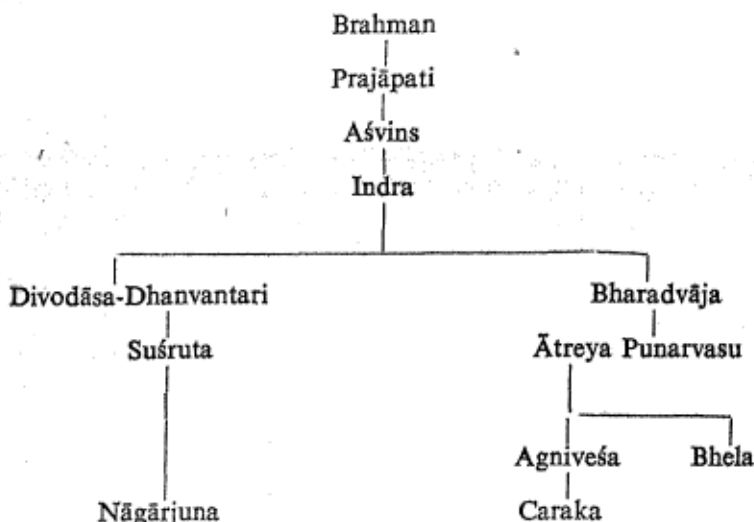 Brahman
Prajāpati
Aśvins
Indra
Divodāsa-Dhanvantari Bharadvāja
Suśruta Ātreya Punarvasu
Agniveśa Bhela
Nāgārjuna Caraka